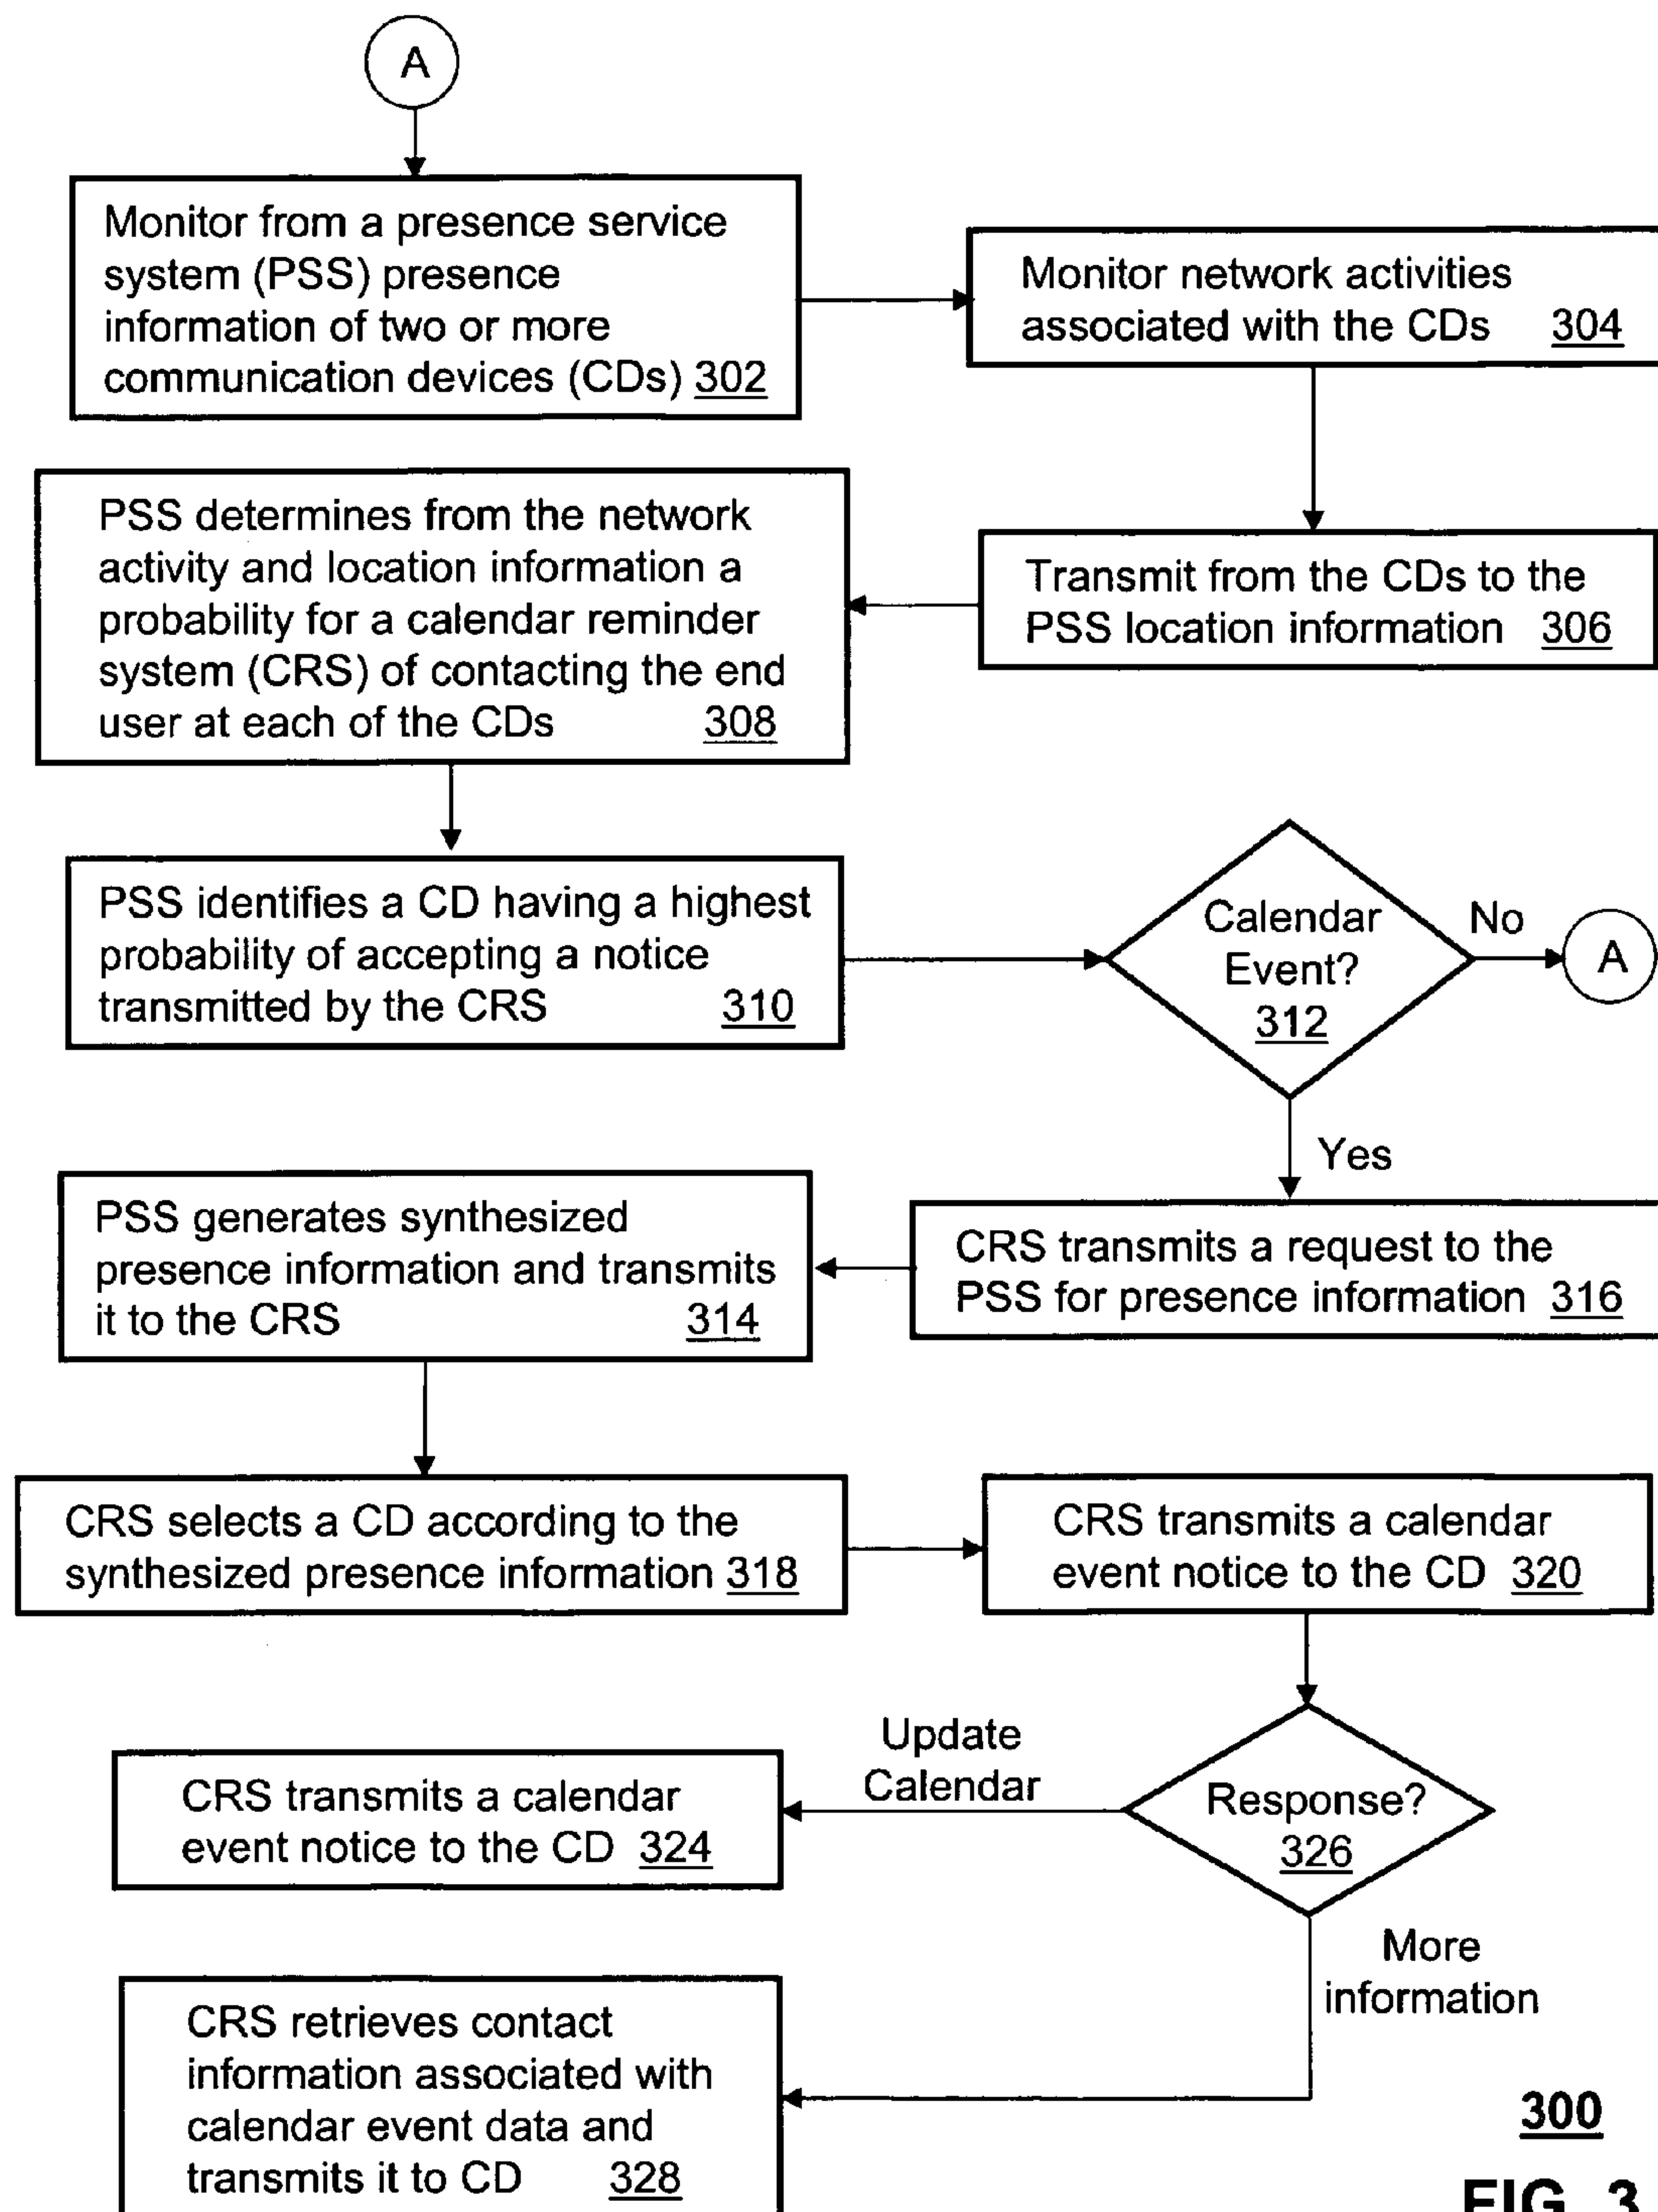 A
Monitor from a presence service
system (PSS) presence
information of two or more
communication devices (CDs) 302
Monitor network activities
associated with the CDs 304
Transmit from the CDs to the
PSS location information 306
PSS determines from the network
activity and location information a
probability for a calendar reminder
system (CRS) of contacting the end
user at each of the CDs 308
PSS identifies a CD having a highest
probability of accepting a notice
transmitted by the CRS 310
Calendar
Event?
312
No
A
Yes
CRS transmits a request to the
PSS for presence information 316
PSS generates synthesized
presence information and transmits
it to the CRS 314
CRS selects a CD according to the
synthesized presence information 318
CRS transmits a calendar
event notice to the CD 320
Response?
326
Update
Calendar
CRS transmits a calendar
event notice to the CD 324
More
information
CRS retrieves contact
information associated with
calendar event data and
transmits it to CD 328
300
FIG. 3